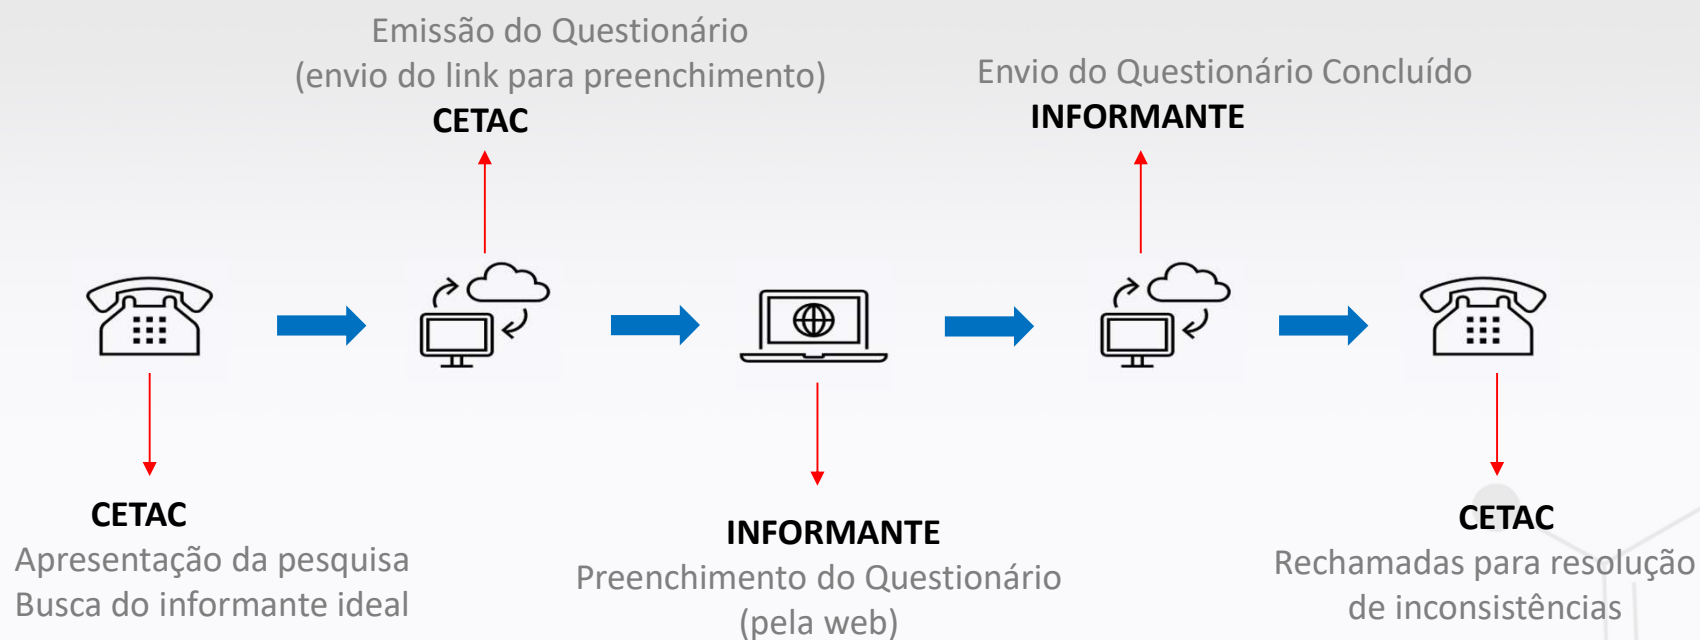 Emissão do Questionário
(envio do link para preenchimento)
CETAC
Envio do Questionário Concluído
INFORMANTE
CETAC
Apresentação da pesquisa
Busca do informante ideal
INFORMANTE
Preenchimento do Questionário
(pela web)
CETAC
Rechamadas para resolução
de inconsistências